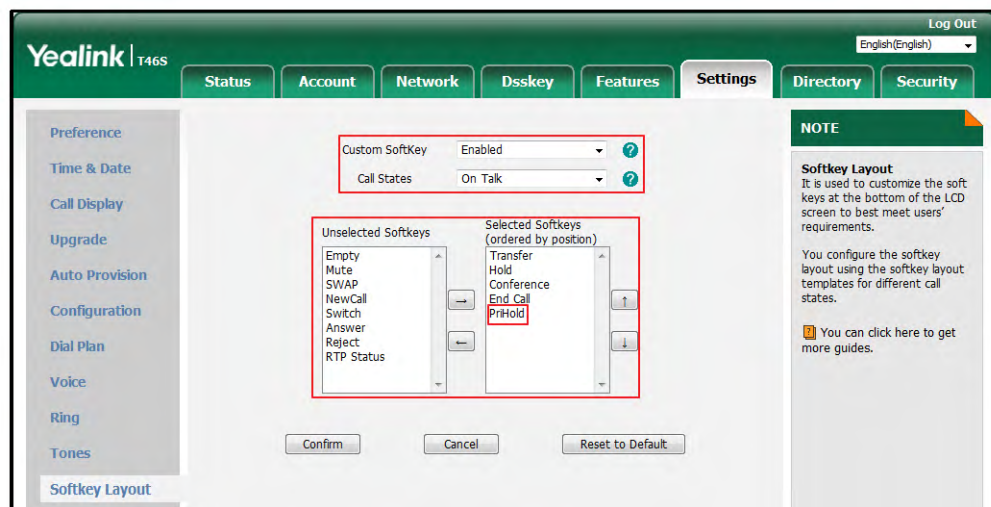 Log Out
English(English)
Yealink T46S
Status Account Network Dsskey Features Settings Directory Security
Preference
Time & Date
Call Display
Upgrade
Auto Provision
Configuration
Dial Plan
Voice
Ring
Tones
Softkey Layout
Custom SoftKey Enabled
Call States On Talk
Unselected Softkeys
Empty
Mute
SWAP
NewCall
Switch
Answer
Reject
RTP Status
Selected Softkeys
(ordered by position)
Transfer
Hold
Conference
End Call
PriHold
Confirm Cancel Reset to Default
NOTE
Softkey Layout
It is used to customize the soft
keys at the bottom of the LCD
screen to best meet users'
requirements.
You configure the softkey
layout using the softkey layout
templates for different call
states.
You can click here to get
more guides.